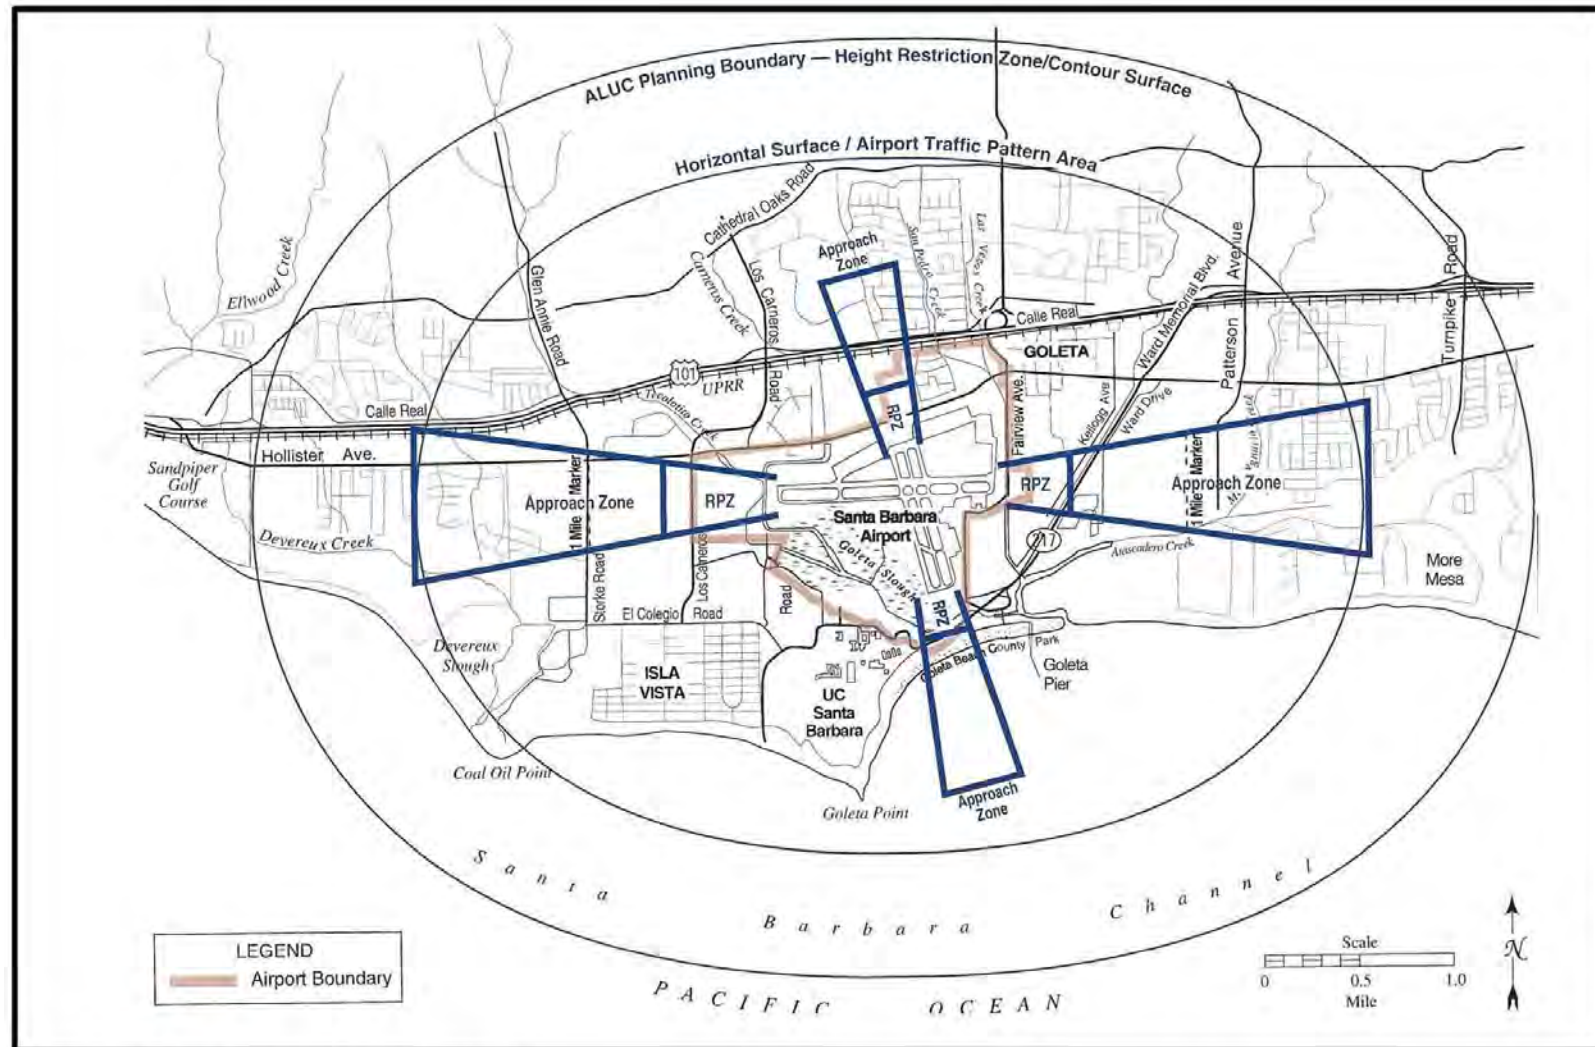 ALUC Planning Boundary — Height Restriction Zone/Contour Surface
Horizontal Surface / Airport Traffic Pattern Area
Cathedral Oaks Road
Approach
Zone
San Pedro Creek
Las Vegas Creek
Ellwood Creek
Glen Annie Road
Carneros Creek
Los Carneros Road
Calle Real
GOLETA
Ward Memorial Blvd.
Patterson Avenue
Turnpike Road
101
UPRR
Tecolotito Creek
Calle Real
Hollister Ave.
Fairview Ave.
Kellogg Ave
Ward Drive
RPZ
Sandpiper
Golf
Course
Approach Zone
1 Mile Marker
RPZ
RPZ
1 Mile Marker
Approach Zone
Santa Barbara
Airport
Goleta Slough
217
Atascadero Creek
More
Mesa
Devereux Creek
Storke Road
Los Carneros
Road
El Colegio Road
RPZ
Goleta Beach County Park
Goleta
Pier
Devereux
Slough
ISLA
VISTA
UC
Santa
Barbara
Coal Oil Point
Goleta Point
Approach
Zone
Santa Barbara Channel
PACIFIC OCEAN
LEGEND
Airport Boundary
Scale
0 0.5 1.0
Mile
N